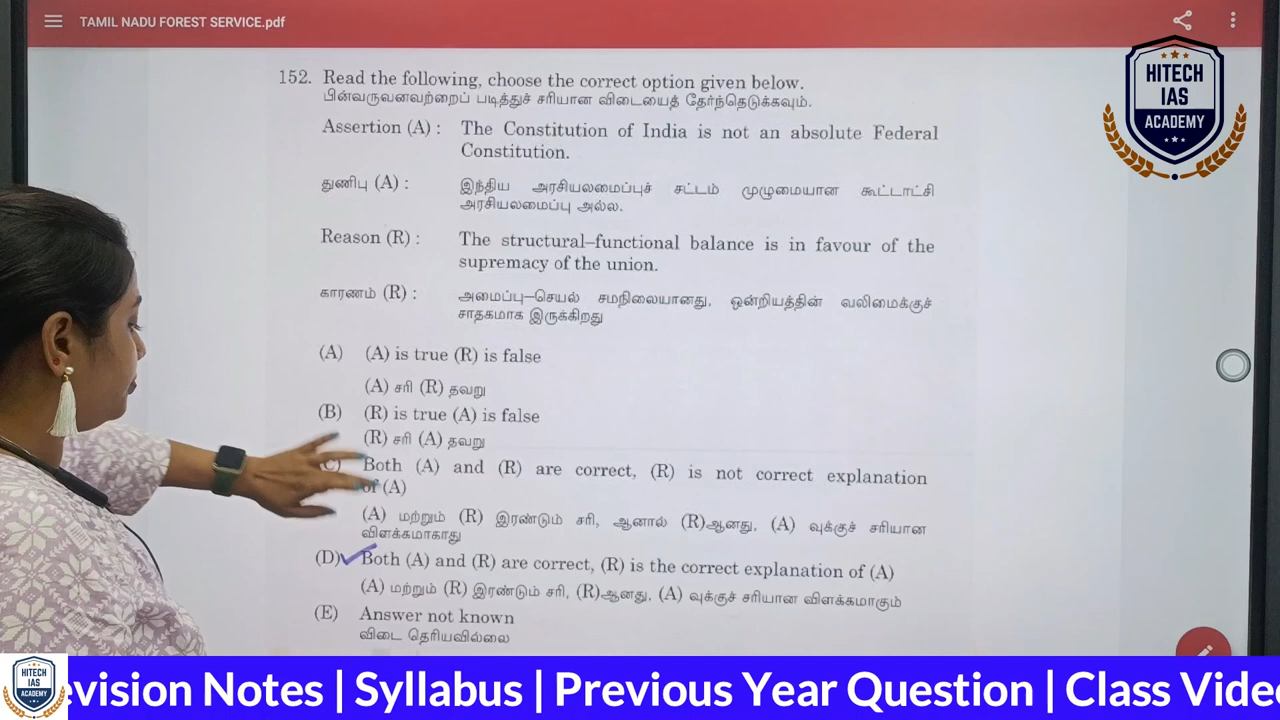 TAMIL NADU FOREST SERVICE.pdf
HITECH
IAS
ACADEMY
152. Read the following, choose the correct option given below.
பின்வருவனவற்றைப் படித்துச் சரியான விடையைத் தேர்ந்தெடுக்கவும்.
Assertion (A) : The Constitution of India is not an absolute Federal
Constitution.
துணிபு (A) : இந்திய அரசியலமைப்புச் சட்டம் முழுமையான கூட்டாட்சி
அரசியலமைப்பு அல்ல.
Reason (R) : The structural–functional balance is in favour of the
supremacy of the union.
காரணம் (R) : அமைப்பு–செயல் சமநிலையானது, ஒன்றியத்தின் வலிமைக்குச்
சாதகமாக இருக்கிறது
(A) (A) is true (R) is false
(A) சரி (R) தவறு
(B) (R) is true (A) is false
(R) சரி (A) தவறு
(C) Both (A) and (R) are correct, (R) is not correct explanation
of (A)
(A) மற்றும் (R) இரண்டும் சரி, ஆனால் (R)ஆனது, (A) வுக்குச் சரியான
விளக்கமாகாது
(D) Both (A) and (R) are correct, (R) is the correct explanation of (A)
(A) மற்றும் (R) இரண்டும் சரி, (R)ஆனது, (A) வுக்குச் சரியான விளக்கமாகும்
(E) Answer not known
விடை தெரியவில்லை
HITECH
IAS
ACADEMY
evision Notes | Syllabus | Previous Year Question | Class Vide